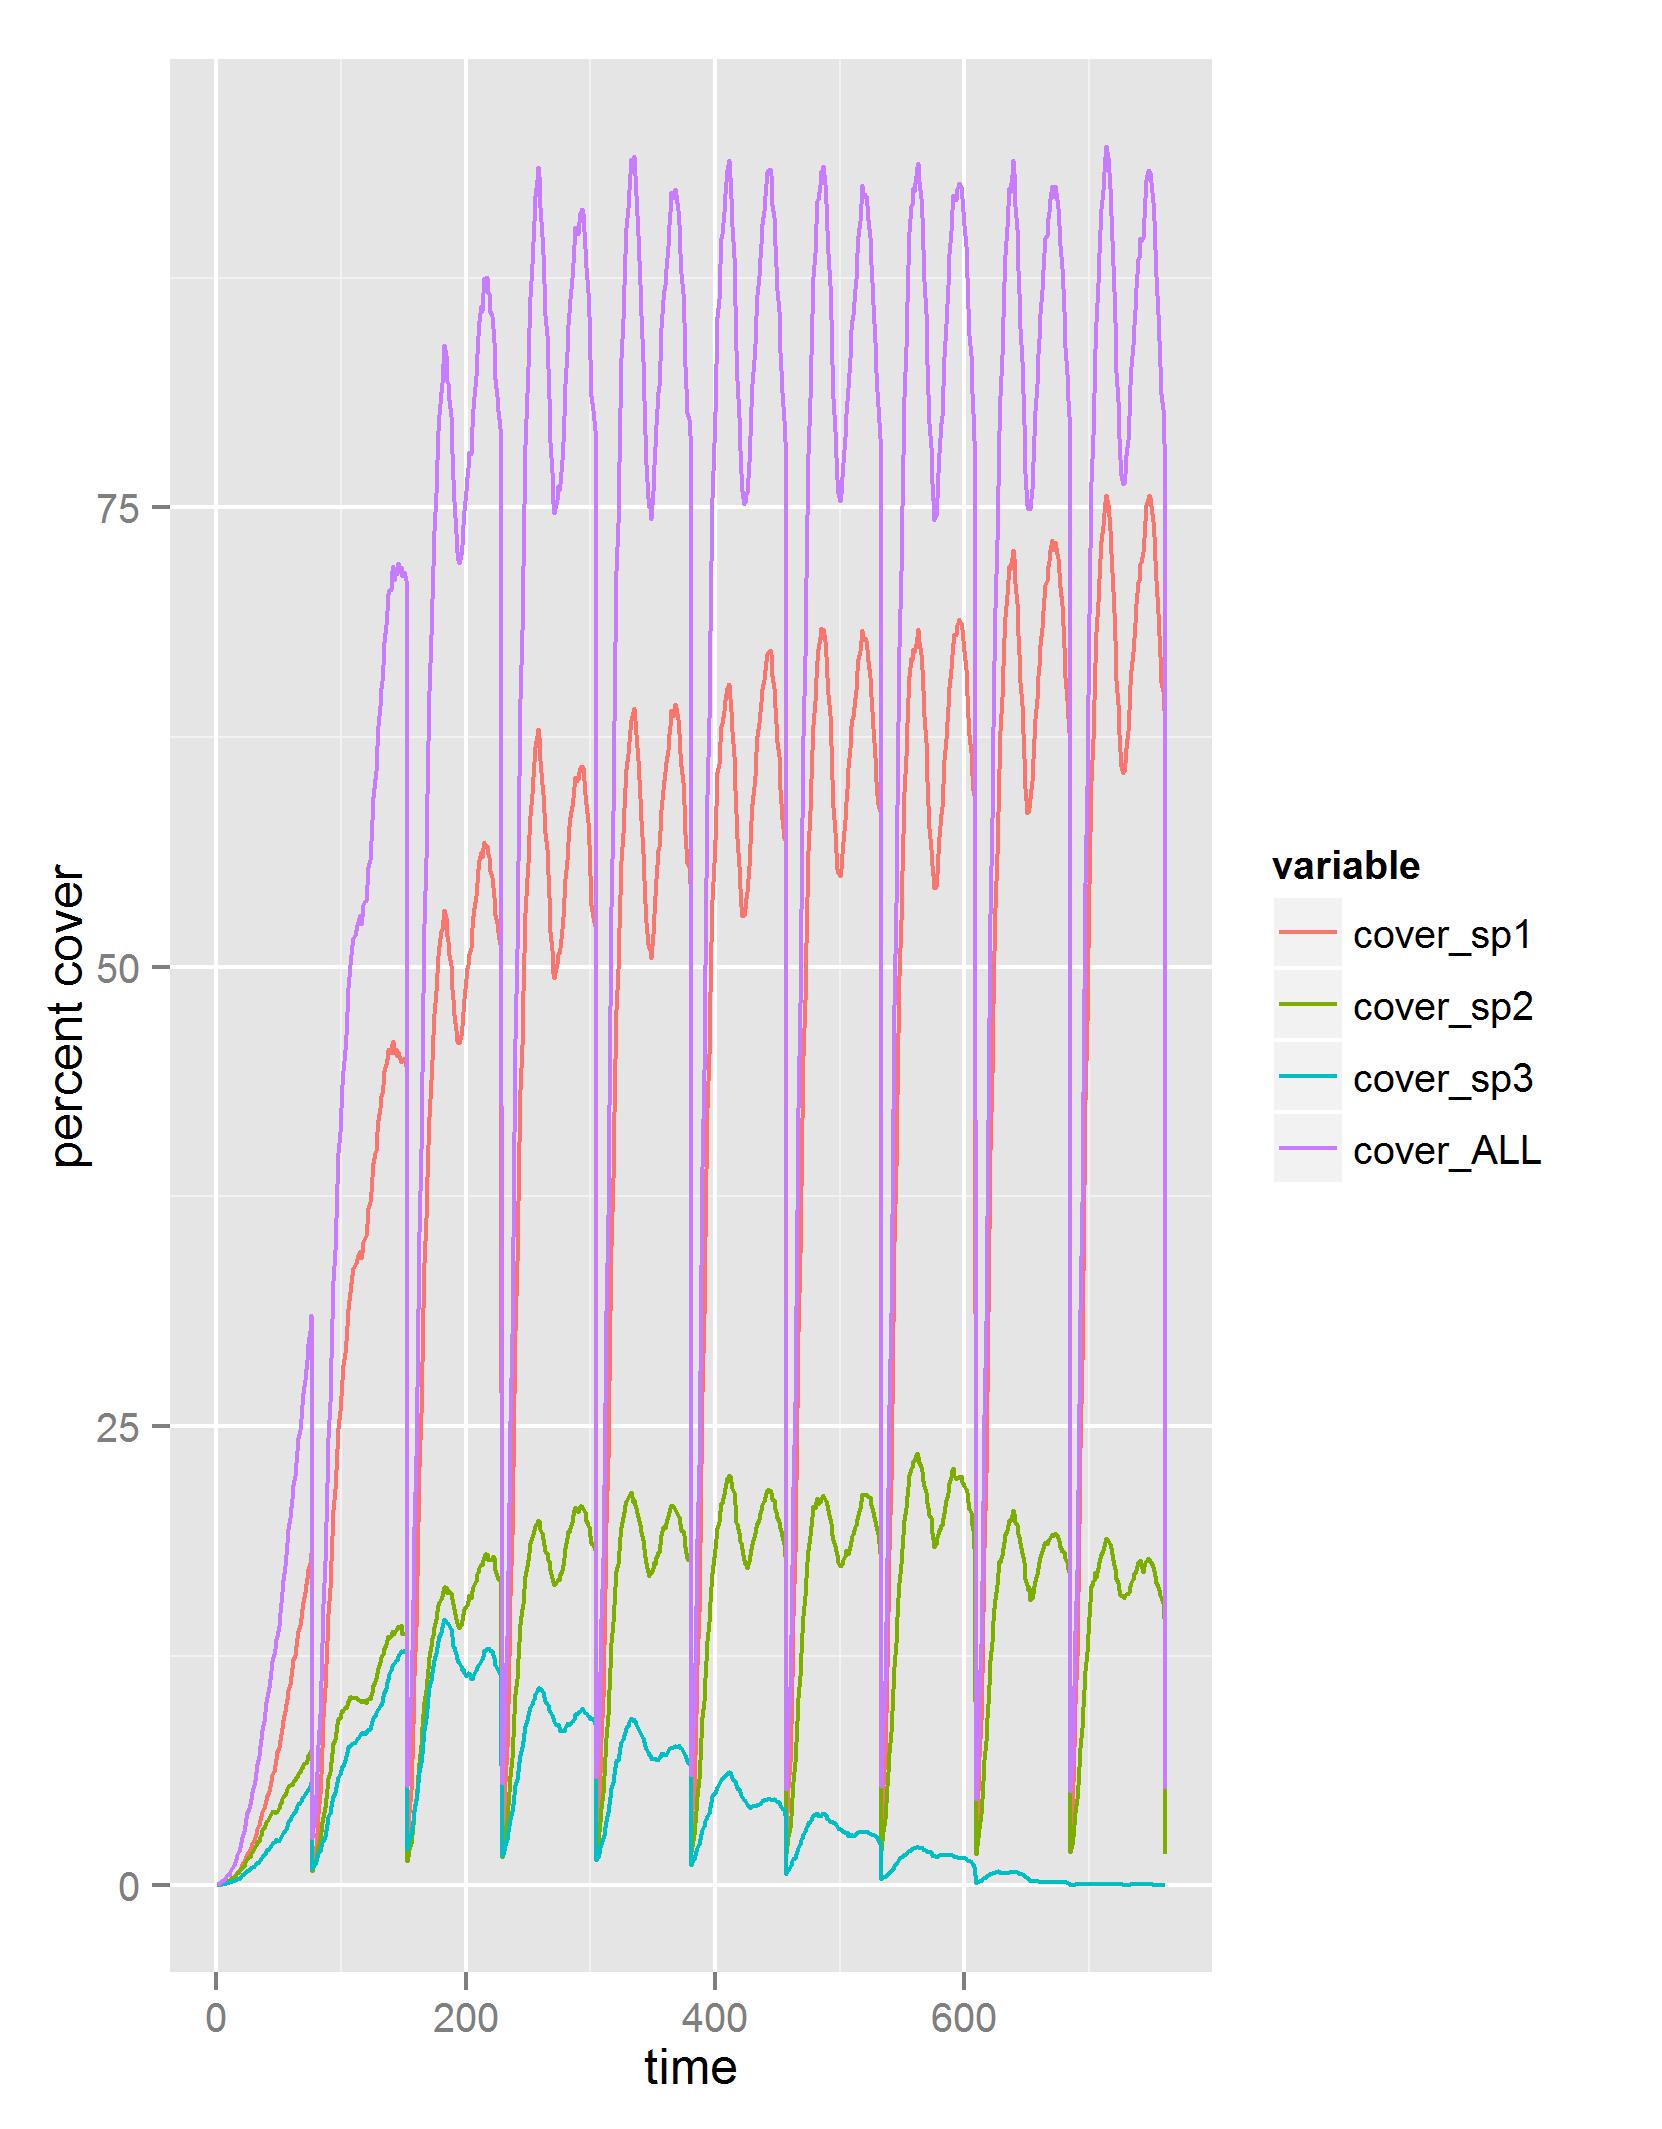 percent cover
75
50
25
0
0 200 400 600
time
variable
cover_sp1
cover_sp2
cover_sp3
cover_ALL